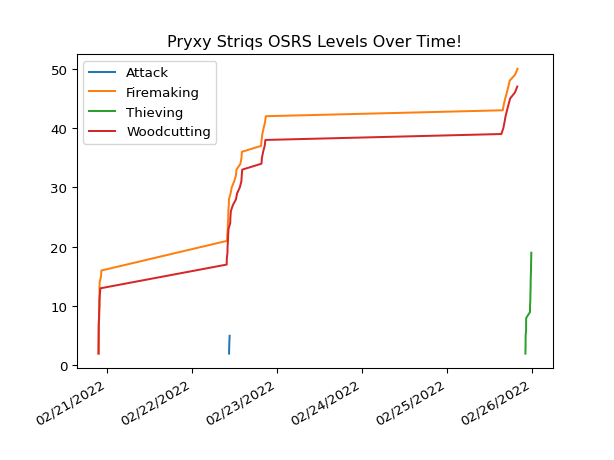 Pryxy Striqs OSRS Levels Over Time!
Attack
Firemaking
Thieving
Woodcutting
50
40
30
20
10
0
02/21/2022
02/22/2022
02/23/2022
02/24/2022
02/25/2022
02/26/2022